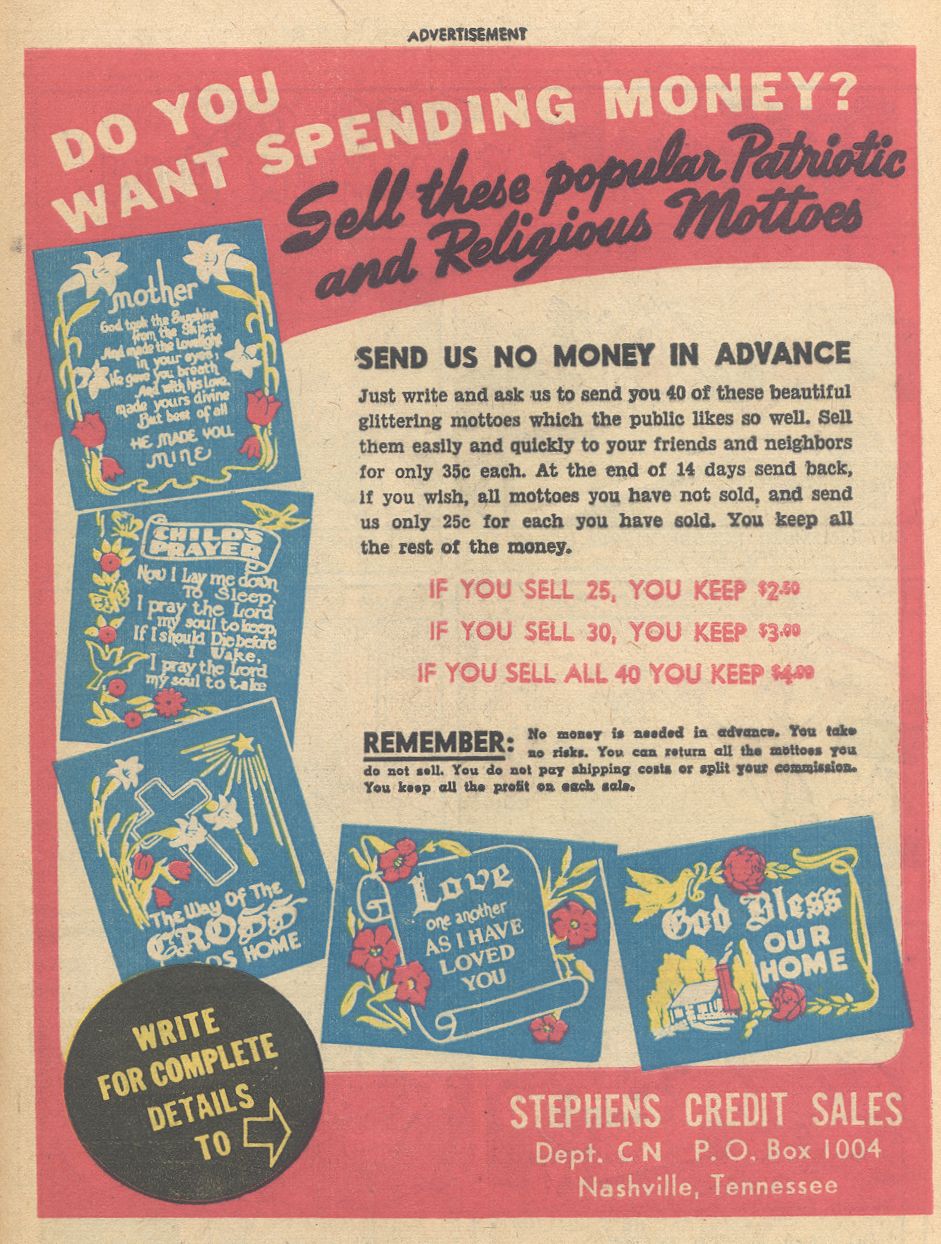 ADVERTISEMENT
DO YOU
WANT SPENDING MONEY?
Sell these popular Patriotic
and Religious Mottoes
mother
God took the Sunshine
from the Skies
And made the Lovelight
in your eyes,
He gave you breath
And with his Love,
made yours divine
But best of all
HE MADE YOU
MINE
SEND US NO MONEY IN ADVANCE
Just write and ask us to send you 40 of these beautiful
glittering mottoes which the public likes so well. Sell
them easily and quickly to your friends and neighbors
for only 35c each. At the end of 14 days send back,
if you wish, all mottoes you have not sold, and send
us only 25c for each you have sold. You keep all
the rest of the money.
CHILD'S
PRAYER
Now I Lay me down
To Sleep,
I pray the Lord
my soul to keep,
If I should Die before
I Wake,
I pray the Lord
my soul to take
IF YOU SELL 25, YOU KEEP $2.50
IF YOU SELL 30, YOU KEEP $3.00
IF YOU SELL ALL 40 YOU KEEP $4.00
REMEMBER: No money is needed in advance. You take
no risks. You can return all the mottoes you
do not sell. You do not pay shipping costs or split your commission.
You keep all the profit on each sale.
The Way Of The
CROSS
HOME
Love
one another
AS I HAVE
LOVED
YOU
God Bless
OUR
HOME
WRITE
FOR COMPLETE
DETAILS
TO
STEPHENS CREDIT SALES
Dept. CN P. O. Box 1004
Nashville, Tennessee